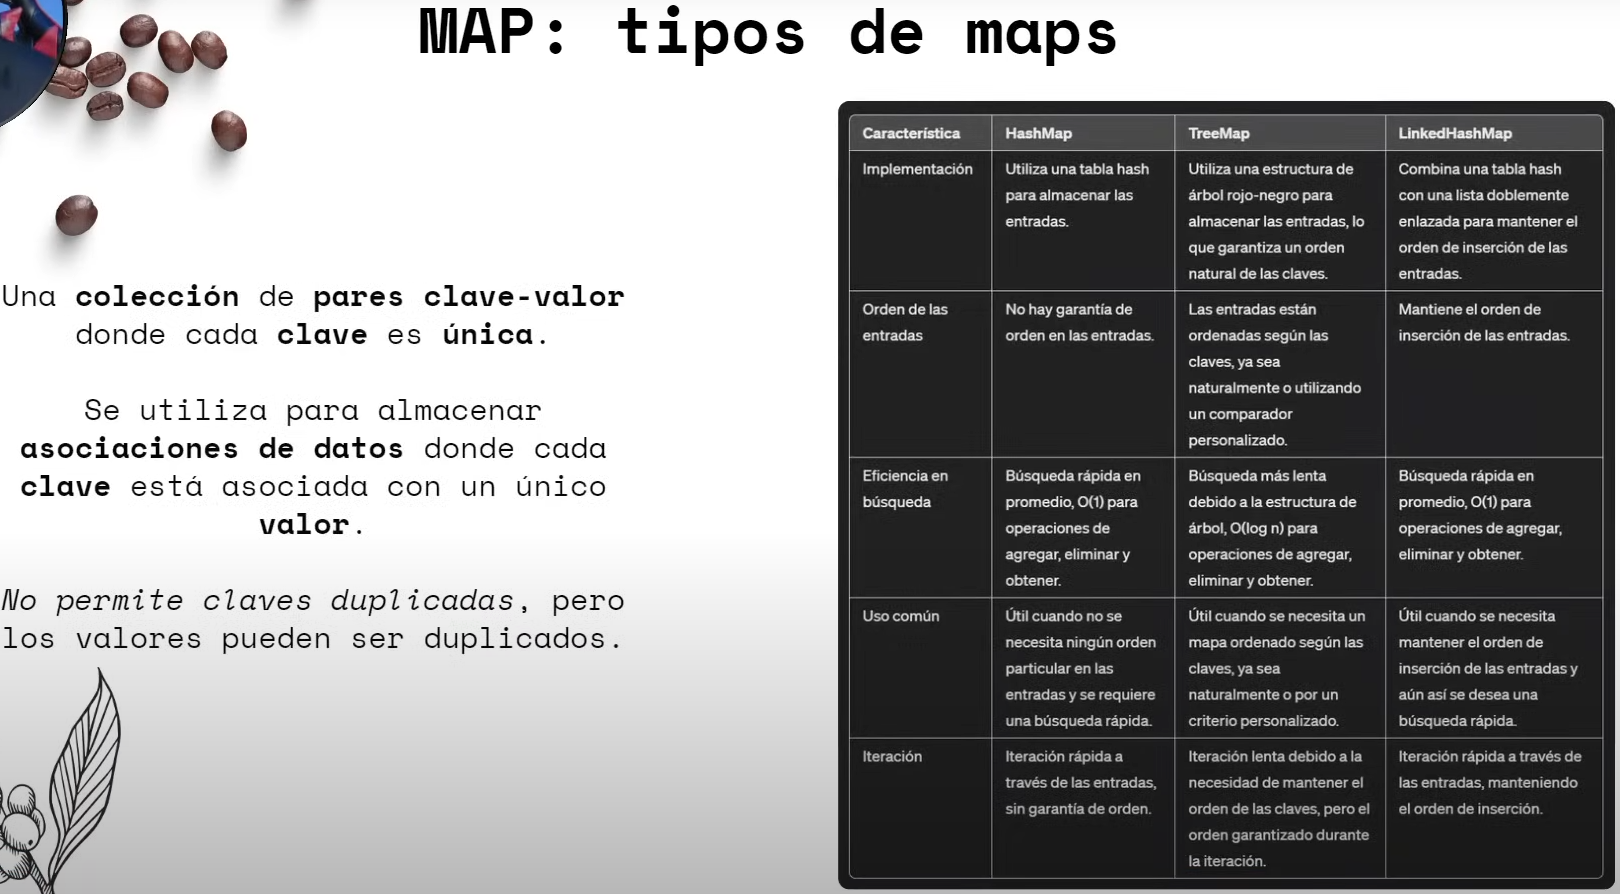 MAP: tipos de maps
Una colección de pares clave-valor
donde cada clave es única.
Se utiliza para almacenar
asociaciones de datos donde cada
clave está asociada con un único
valor.
No permite claves duplicadas, pero
los valores pueden ser duplicados.
Característica HashMap TreeMap LinkedHashMap
Implementación
Utiliza una tabla hash
para almacenar las
entradas.
Utiliza una estructura de
árbol rojo-negro para
almacenar las entradas, lo
que garantiza un orden
natural de las claves.
Combina una tabla hash
con una lista doblemente
enlazada para mantener el
orden de inserción de las
entradas.
Orden de las
entradas
No hay garantía de
orden en las entradas.
Las entradas están
ordenadas según las
claves, ya sea
naturalmente o utilizando
un comparador
personalizado.
Mantiene el orden de
inserción de las entradas.
Eficiencia en
búsqueda
Búsqueda rápida en
promedio, O(1) para
operaciones de
agregar, eliminar y
obtener.
Búsqueda más lenta
debido a la estructura de
árbol, O(log n) para
operaciones de agregar,
eliminar y obtener.
Búsqueda rápida en
promedio, O(1) para
operaciones de agregar,
eliminar y obtener.
Uso común
Útil cuando no se
necesita ningún orden
particular en las
entradas y se requiere
una búsqueda rápida.
Útil cuando se necesita un
mapa ordenado según las
claves, ya sea
naturalmente o por un
criterio personalizado.
Útil cuando se necesita
mantener el orden de
inserción de las entradas y
aún así se desea una
búsqueda rápida.
Iteración
Iteración rápida a
través de las entradas,
sin garantía de orden.
Iteración lenta debido a la
necesidad de mantener el
orden de las claves, pero el
orden garantizado durante
la iteración.
Iteración rápida a través de
las entradas, manteniendo
el orden de inserción.